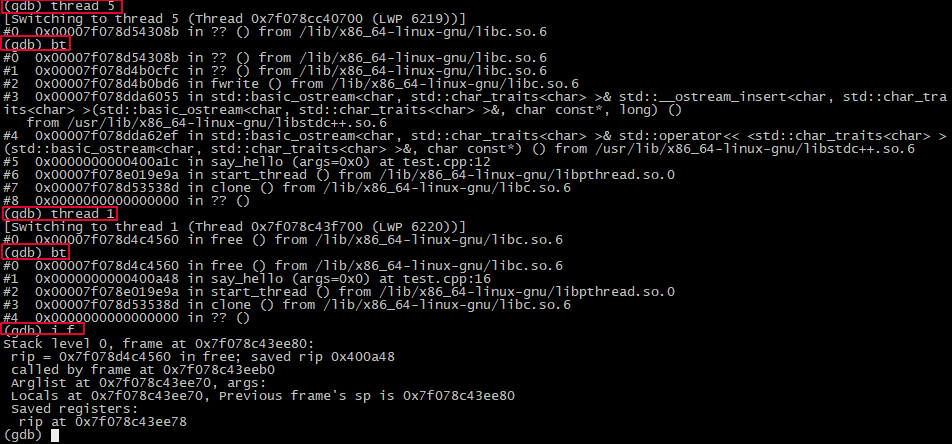 (gdb) thread 5
[Switching to thread 5 (Thread 0x7f078cc40700 (LWP 6219))]
#0  0x00007f078d54308b in ?? () from /lib/x86_64-linux-gnu/libc.so.6
(gdb) bt
#0  0x00007f078d54308b in ?? () from /lib/x86_64-linux-gnu/libc.so.6
#1  0x00007f078d4b0cfc in ?? () from /lib/x86_64-linux-gnu/libc.so.6
#2  0x00007f078d4b0bd6 in fwrite () from /lib/x86_64-linux-gnu/libc.so.6
#3  0x00007f078dda6055 in std::basic_ostream<char, std::char_traits<char> >& std::__ostream_insert<char, std::char_tra
its<char> >(std::basic_ostream<char, std::char_traits<char> >&, char const*, long) ()
   from /usr/lib/x86_64-linux-gnu/libstdc++.so.6
#4  0x00007f078dda62ef in std::basic_ostream<char, std::char_traits<char> >& std::operator<< <std::char_traits<char> >
(std::basic_ostream<char, std::char_traits<char> >&, char const*) () from /usr/lib/x86_64-linux-gnu/libstdc++.so.6
#5  0x0000000000400a1c in say_hello (args=0x0) at test.cpp:12
#6  0x00007f078e019e9a in start_thread () from /lib/x86_64-linux-gnu/libpthread.so.0
#7  0x00007f078d53538d in clone () from /lib/x86_64-linux-gnu/libc.so.6
#8  0x0000000000000000 in ?? ()
(gdb) thread 1
[Switching to thread 1 (Thread 0x7f078c43f700 (LWP 6220))]
#0  0x00007f078d4c4560 in free () from /lib/x86_64-linux-gnu/libc.so.6
(gdb) bt
#0  0x00007f078d4c4560 in free () from /lib/x86_64-linux-gnu/libc.so.6
#1  0x0000000000400a48 in say_hello (args=0x0) at test.cpp:16
#2  0x00007f078e019e9a in start_thread () from /lib/x86_64-linux-gnu/libpthread.so.0
#3  0x00007f078d53538d in clone () from /lib/x86_64-linux-gnu/libc.so.6
#4  0x0000000000000000 in ?? ()
(gdb) i f
Stack level 0, frame at 0x7f078c43ee80:
 rip = 0x7f078d4c4560 in free; saved rip 0x400a48
 called by frame at 0x7f078c43eeb0
 Arglist at 0x7f078c43ee70, args:
 Locals at 0x7f078c43ee70, Previous frame's sp is 0x7f078c43ee80
 Saved registers:
  rip at 0x7f078c43ee78
(gdb)